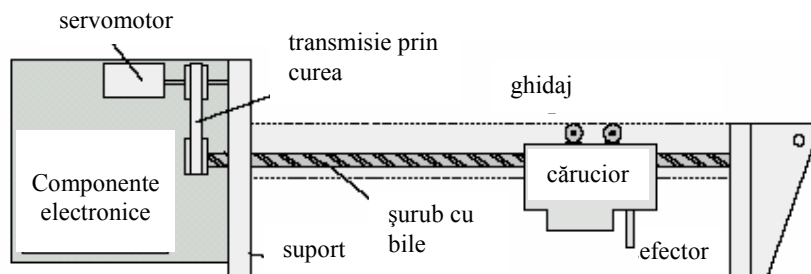 servomotor
transmisie prin
curea
ghidaj
Componente
electronice
cărucior
şurub cu
bile
suport
efector